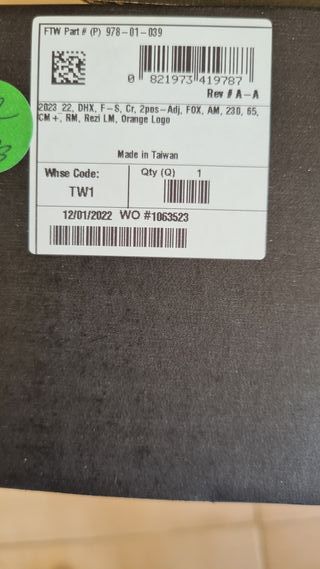 FTW Part # (P) 978-01-039
0 821973 419787
Rev # A-A
2023 22, DHX, F-S, Cr, 2pos-Adj, FOX, AM, 230, 65,
CM+, RM, Rezi LM, Orange Logo
Made in Taiwan
Whse Code:
TW1
Qty (Q) 1
12/01/2022 WO #1063523